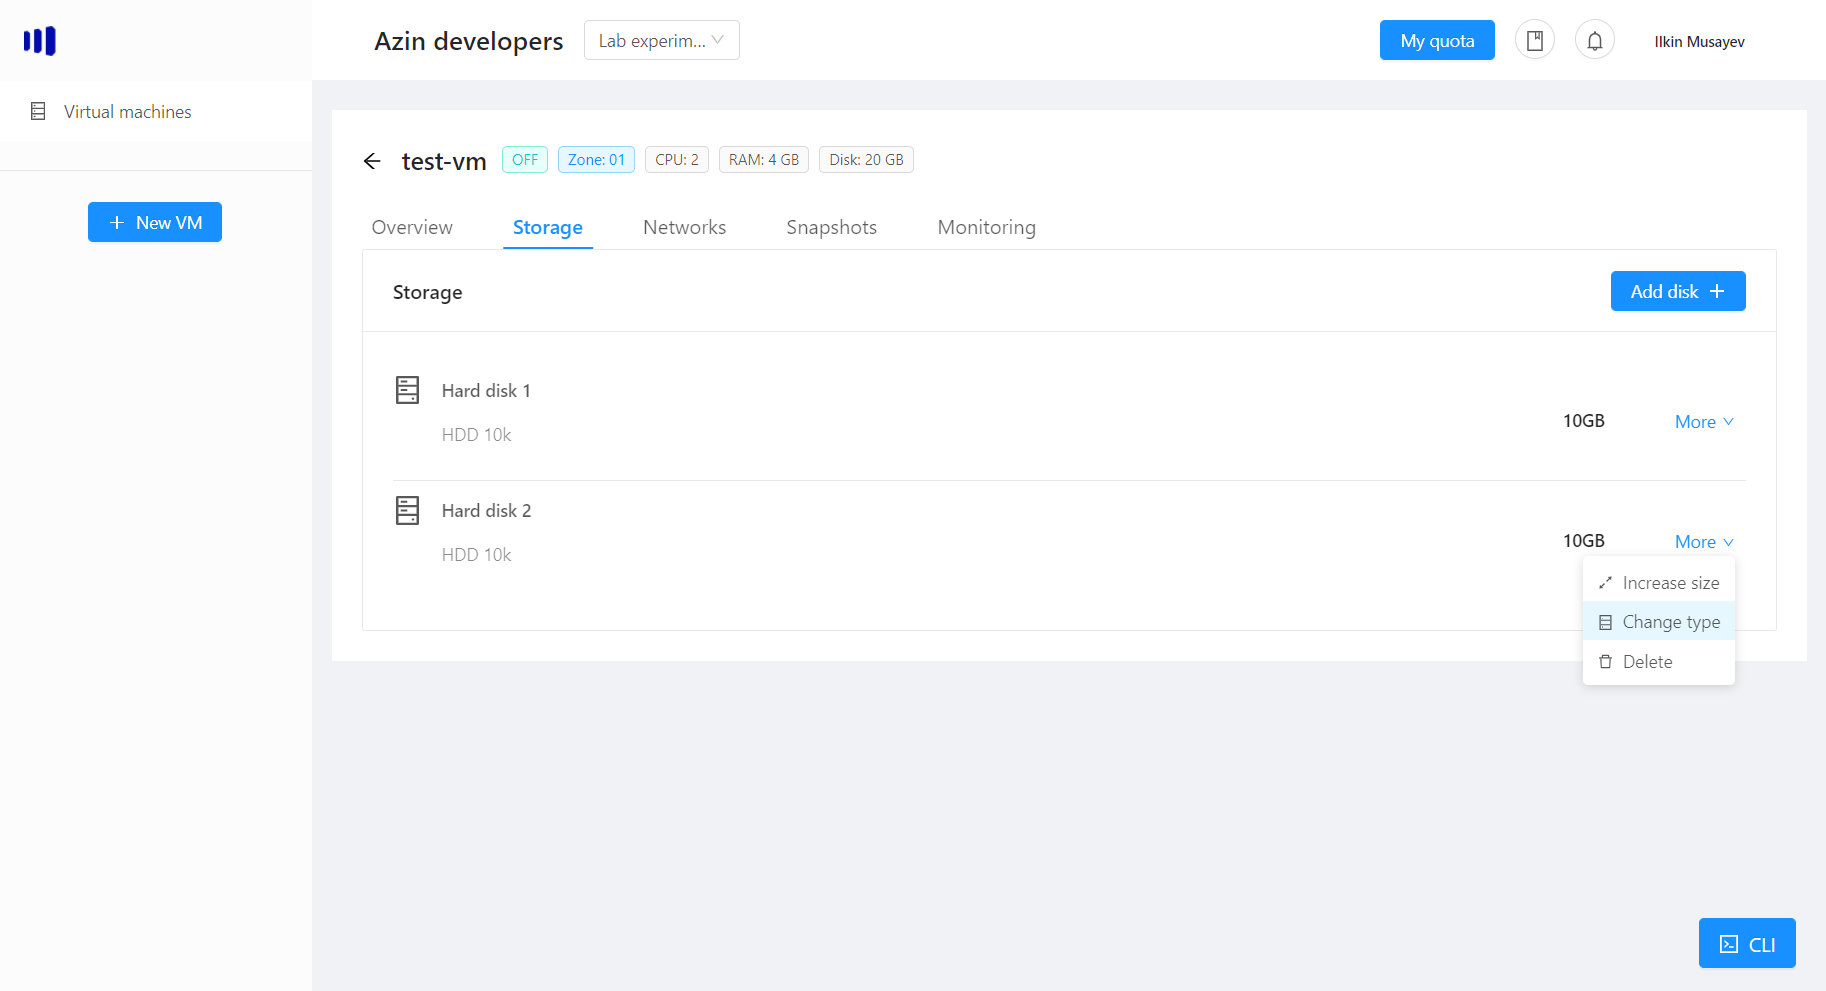 Azin developers
Lab experim...
My quota
Ilkin Musayev
Virtual machines
New VM
test-vm
OFF
Zone: 01
CPU: 2
RAM: 4 GB
Disk: 20 GB
Overview
Storage
Networks
Snapshots
Monitoring
Storage
Add disk
Hard disk 1
HDD 10k
10GB
More
Hard disk 2
HDD 10k
10GB
More
Increase size
Change type
Delete
CLI